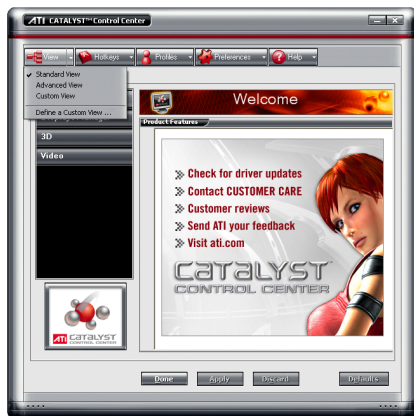 ATI CATALYST™ Control Center
View
Hotkeys
Profiles
Preferences
Help
Standard View
Advanced View
Custom View
Define a Custom View ...
3D
Video
Welcome
Product Features
Check for driver updates
Contact CUSTOMER CARE
Customer reviews
Send ATI your feedback
Visit ati.com
CATALYST
CONTROL CENTER
ATI CATALYST
CONTROL CENTER
Done
Apply
Discard
Defaults